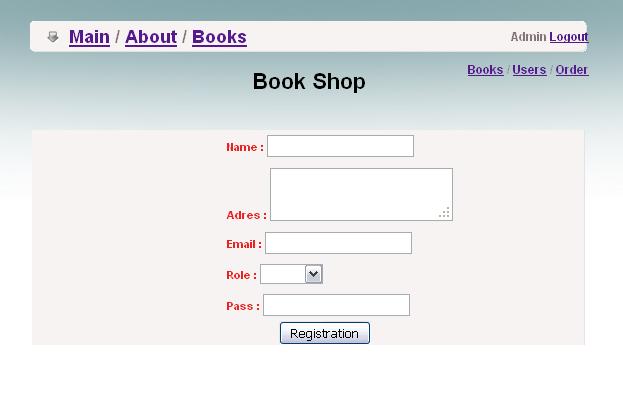 Main / About / Books
Admin Logout
Books / Users / Order
Book Shop
Name :
Adres :
Email :
Role :
Pass :
Registration